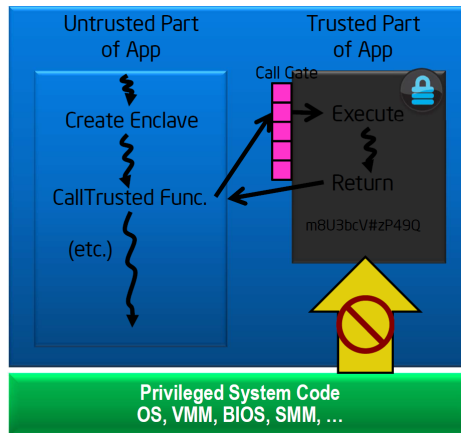 Untrusted Part
of App
Trusted Part
of App
Call Gate
Create Enclave
Execute
CallTrusted Func.
Return
(etc.)
m8U3bcV#zP49Q
Privileged System Code
OS, VMM, BIOS, SMM, ...